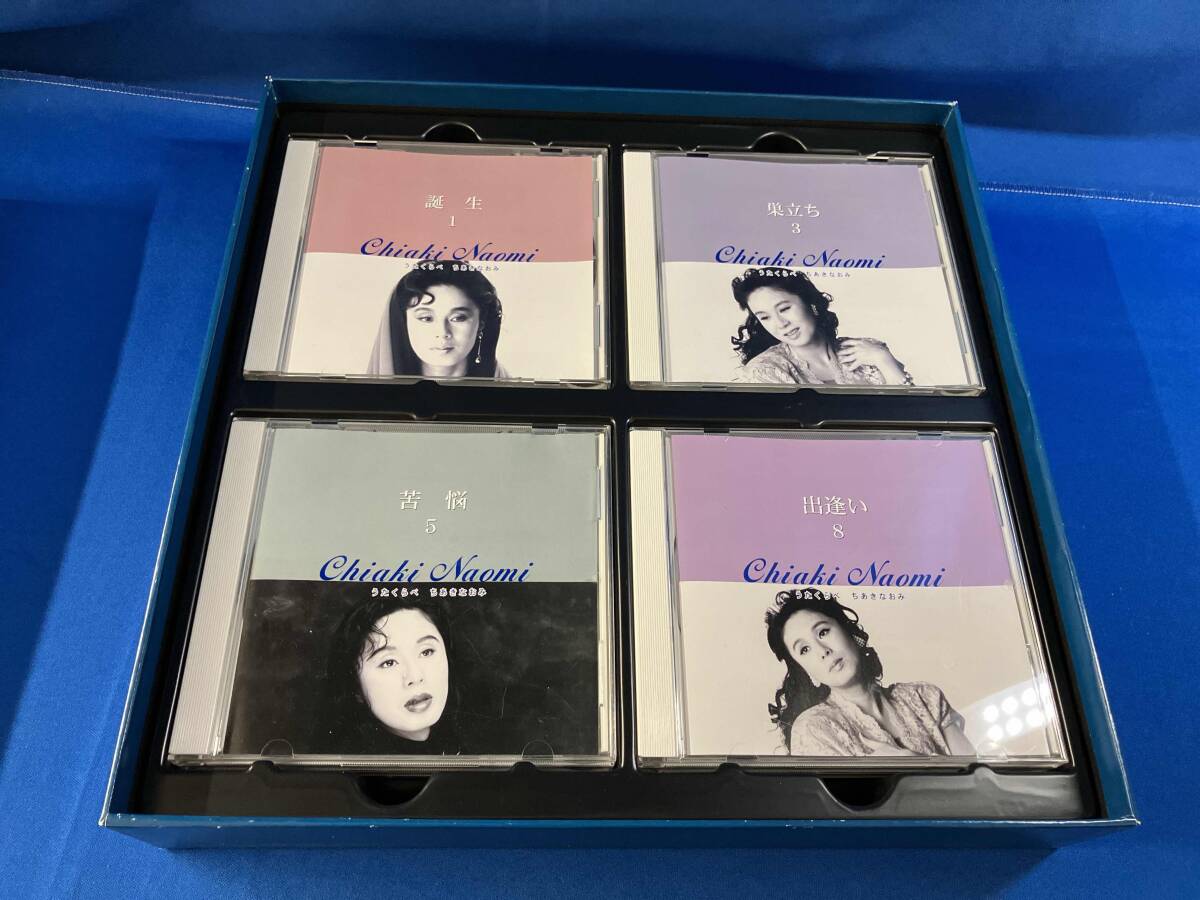 誕生
1
Chiaki Naomi
うたくらべ ちあきなおみ
巣立ち
3
Chiaki Naomi
うたくらべ ちあきなおみ
苦悩
5
Chiaki Naomi
うたくらべ ちあきなおみ
出逢い
8
Chiaki Naomi
うたくらべ ちあきなおみ